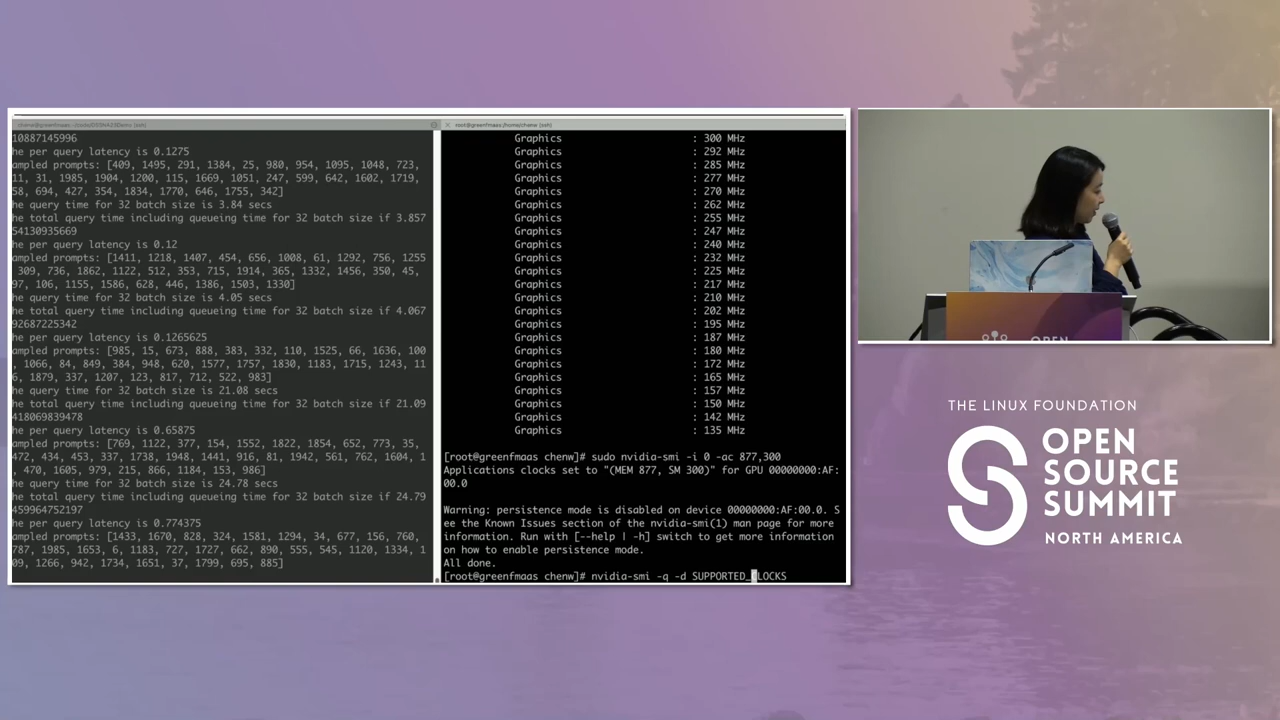 chenw@greenfmaas:~/code/OSSNA23Demo (ssh)
10887145996
he per query latency is 0.1275
ampled prompts: [409, 1495, 291, 1384, 25, 980, 954, 1095, 1048, 723,
11, 31, 1985, 1904, 1200, 115, 1669, 1051, 247, 599, 642, 1602, 1719,
58, 694, 427, 354, 1834, 1770, 646, 1755, 342]
he query time for 32 batch size is 3.84 secs
he total query time including queueing time for 32 batch size if 3.857
54130935669
he per query latency is 0.12
ampled prompts: [1411, 1218, 1407, 454, 656, 1008, 61, 1292, 756, 1255
 309, 736, 1862, 1122, 512, 353, 715, 1914, 365, 1332, 1456, 350, 45,
97, 106, 1155, 1586, 628, 446, 1386, 1503, 1330]
he query time for 32 batch size is 4.05 secs
he total query time including queueing time for 32 batch size if 4.067
92687225342
he per query latency is 0.1265625
ampled prompts: [985, 15, 673, 888, 383, 332, 110, 1525, 66, 1636, 100
, 1066, 84, 849, 384, 948, 620, 1577, 1757, 1830, 1183, 1715, 1243, 11
6, 1879, 337, 1207, 123, 817, 712, 522, 983]
he query time for 32 batch size is 21.08 secs
he total query time including queueing time for 32 batch size if 21.09
418069839478
he per query latency is 0.65875
ampled prompts: [769, 1122, 377, 154, 1552, 1822, 1854, 652, 773, 35,
472, 434, 453, 337, 1738, 1948, 1441, 916, 81, 1942, 561, 762, 1604, 1
, 470, 1605, 979, 215, 866, 1184, 153, 986]
he query time for 32 batch size is 24.78 secs
he total query time including queueing time for 32 batch size if 24.79
459964752197
he per query latency is 0.774375
ampled prompts: [1433, 1670, 828, 324, 1581, 1294, 34, 677, 156, 760,
787, 1985, 1653, 6, 1183, 727, 1727, 662, 890, 555, 545, 1120, 1334, 1
09, 1266, 942, 1734, 1651, 37, 1799, 695, 885]
root@greenfmaas:/home/chenw (ssh)
Graphics : 300 MHz
Graphics : 292 MHz
Graphics : 285 MHz
Graphics : 277 MHz
Graphics : 270 MHz
Graphics : 262 MHz
Graphics : 255 MHz
Graphics : 247 MHz
Graphics : 240 MHz
Graphics : 232 MHz
Graphics : 225 MHz
Graphics : 217 MHz
Graphics : 210 MHz
Graphics : 202 MHz
Graphics : 195 MHz
Graphics : 187 MHz
Graphics : 180 MHz
Graphics : 172 MHz
Graphics : 165 MHz
Graphics : 157 MHz
Graphics : 150 MHz
Graphics : 142 MHz
Graphics : 135 MHz
[root@greenfmaas chenw]# sudo nvidia-smi -i 0 -ac 877,300
Applications clocks set to "(MEM 877, SM 300)" for GPU 00000000:AF:
00.0
Warning: persistence mode is disabled on device 00000000:AF:00.0. S
ee the Known Issues section of the nvidia-smi(1) man page for more
information. Run with [--help | -h] switch to get more information
on how to enable persistence mode.
All done.
[root@greenfmaas chenw]# nvidia-smi -q -d SUPPORTED_CLOCKS
OPEN
THE LINUX FOUNDATION
OPEN
SOURCE
SUMMIT
NORTH AMERICA